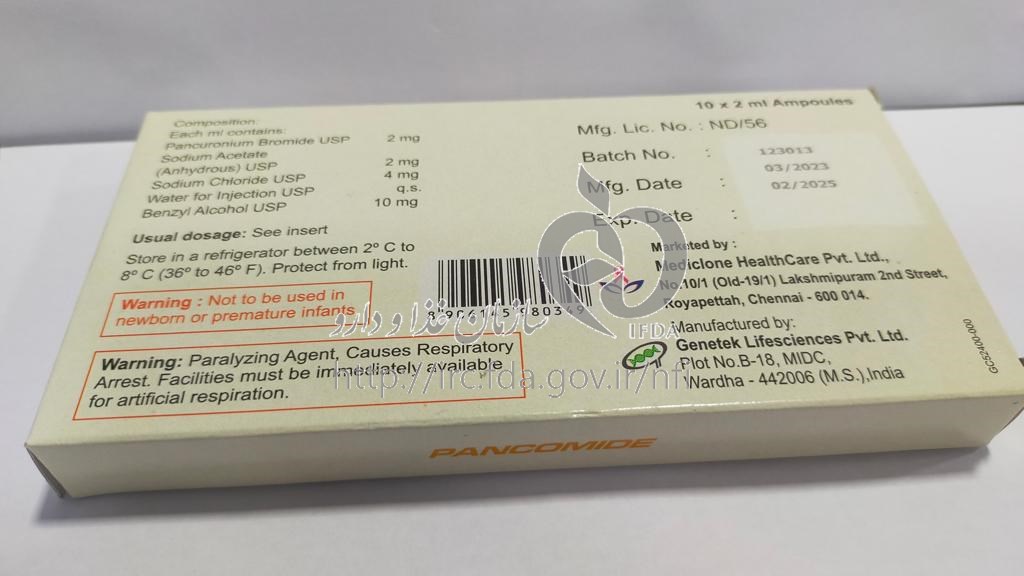 Composition:
Each ml contains:
Pancuronium Bromide USP 2 mg
Sodium Acetate
(Anhydrous) USP 2 mg
Sodium Chloride USP 4 mg
Water for Injection USP q.s.
Benzyl Alcohol USP 10 mg
Usual dosage: See insert
Store in a refrigerator between 2º C to
8º C (36º to 46º F). Protect from light.
Warning : Not to be used in
newborn or premature infants
Warning: Paralyzing Agent, Causes Respiratory
Arrest. Facilities must be immediately available
for artificial respiration.
10 x 2 ml Ampoules
Mfg. Lic. No. : ND/56
Batch No. : 123013
Mfg. Date : 03/2023
Exp. Date : 02/2025
Marketed by :
Mediclone HealthCare Pvt. Ltd.,
No.10/1 (Old-19/1) Lakshmipuram 2nd Street,
Royapettah, Chennai - 600 014.
Manufactured by:
Genetek Lifesciences Pvt. Ltd.
Plot No.B-18, MIDC,
Wardha - 442006 (M.S.),India
GC52400-000
8 906145 980349
PANCOMIDE
سازمان غذا و دارو
IFDA
http://irc.fda.gov.ir/nfi